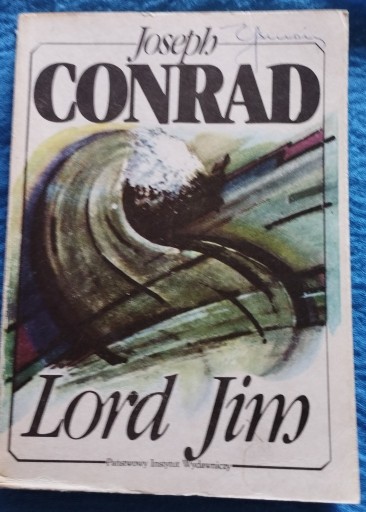 Joseph
CONRAD
Lord Jim
Państwowy Instytut Wydawniczy